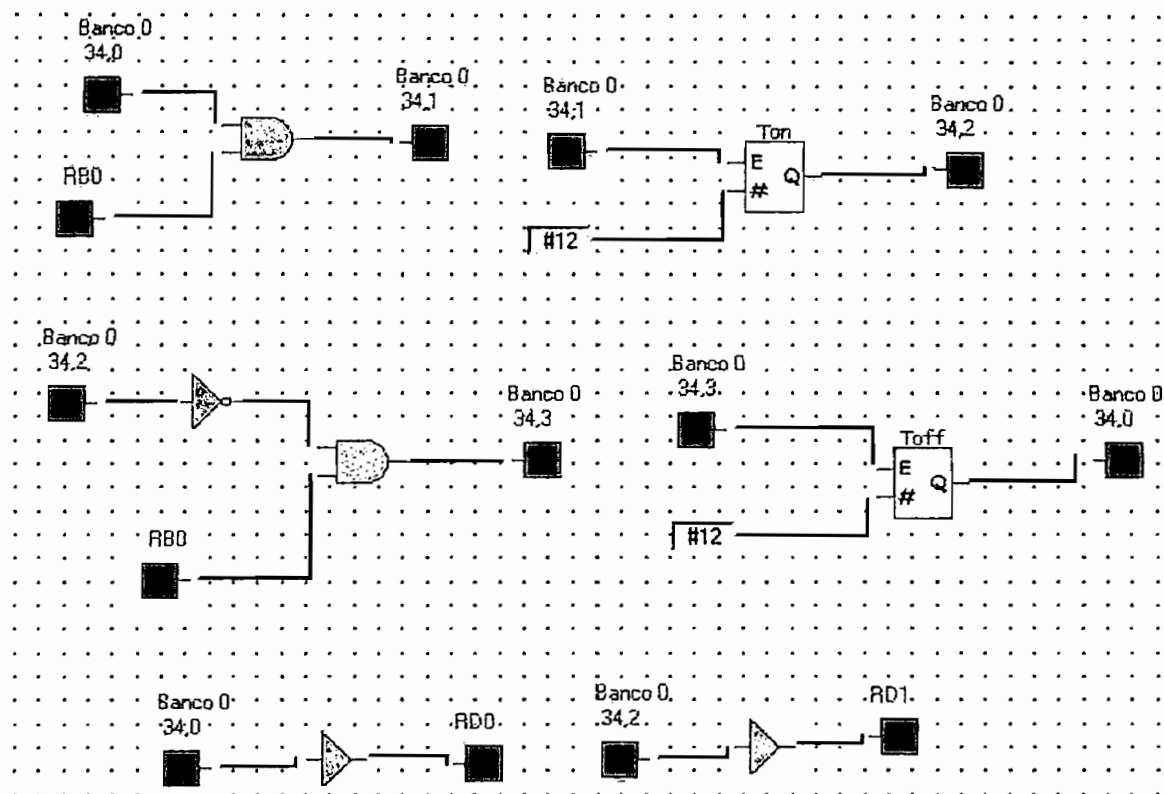 Banco 0
34,0
RB0
Banco 0
34,1
Banco 0
34,1
Ton
E
#
Q
#12
Banco 0
34,2
Banco 0
34,2
RB0
Banco 0
34,3
Banco 0
34,3
Toff
E
#
Q
#12
Banco 0
34,0
Banco 0
34,0
RD0
Banco 0
34,2
RD1